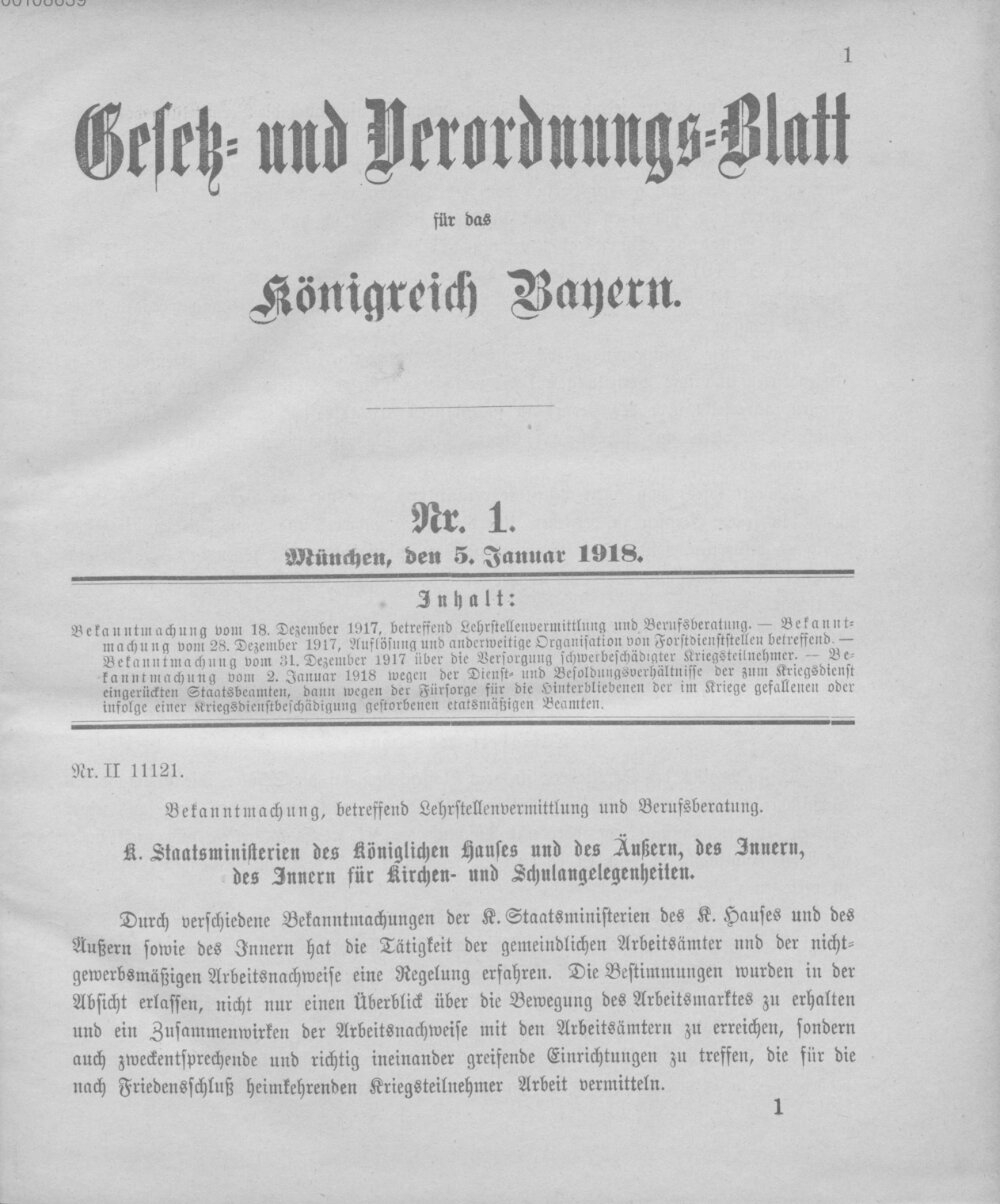 1
Gesetz- und Verordnungs-Blatt
für das
Königreich Bayern.
Nr. 1.
München, den 5. Januar 1918.
Inhalt:
Bekanntmachung vom 18. Dezember 1917, betreffend Lehrstellenvermittlung und Berufsberatung. — Bekannt-
machung vom 28. Dezember 1917, Auflösung und anderweitige Organisation von Forstdienststellen betreffend. —
Bekanntmachung vom 31. Dezember 1917 über die Versorgung schwerbeschädigter Kriegsteilnehmer. — Be-
kanntmachung vom 2. Januar 1918 wegen der Dienst- und Besoldungsverhältnisse der zum Kriegsdienst
eingerückten Staatsbeamten, dann wegen der Fürsorge für die Hinterbliebenen der im Kriege gefallenen oder
infolge einer Kriegsdienstbeschädigung gestorbenen etatsmäßigen Beamten.
Nr. II 11121.
Bekanntmachung, betreffend Lehrstellenvermittlung und Berufsberatung.
K. Staatsministerien des Königlichen Hauses und des Äußern, des Innern,
des Innern für Kirchen- und Schulangelegenheiten.
Durch verschiedene Bekanntmachungen der K. Staatsministerien des K. Hauses und des
Äußern sowie des Innern hat die Tätigkeit der gemeindlichen Arbeitsämter und der nicht-
gewerbsmäßigen Arbeitsnachweise eine Regelung erfahren. Die Bestimmungen wurden in der
Absicht erlassen, nicht nur einen Überblick über die Bewegung des Arbeitsmarktes zu erhalten
und ein Zusammenwirken der Arbeitsnachweise mit den Arbeitsämtern zu erreichen, sondern
auch zweckentsprechende und richtig ineinander greifende Einrichtungen zu treffen, die für die
nach Friedensschluß heimkehrenden Kriegsteilnehmer Arbeit vermitteln.
1